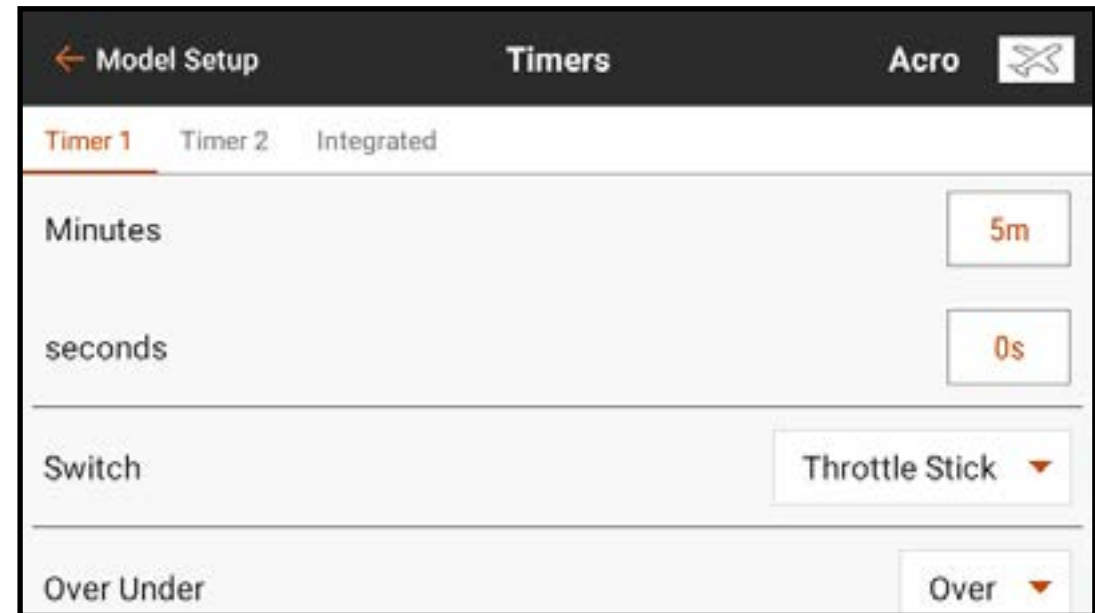 Model Setup Timers Acro
Timer 1 Timer 2 Integrated
Minutes 5m
seconds 0s
Switch Throttle Stick
Over Under Over